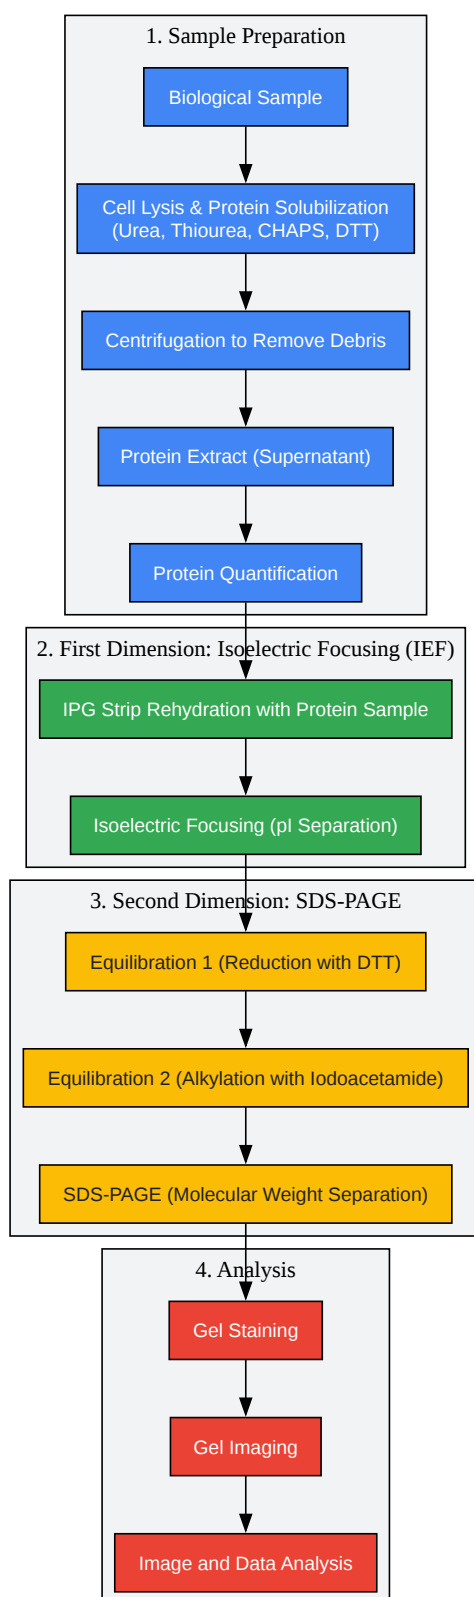 1. Sample Preparation
Biological Sample
Cell Lysis & Protein Solubilization
(Urea, Thiourea, CHAPS, DTT)
Centrifugation to Remove Debris
Protein Extract (Supernatant)
Protein Quantification
2. First Dimension: Isoelectric Focusing (IEF)
IPG Strip Rehydration with Protein Sample
Isoelectric Focusing (pI Separation)
3. Second Dimension: SDS-PAGE
Equilibration 1 (Reduction with DTT)
Equilibration 2 (Alkylation with Iodoacetamide)
SDS-PAGE (Molecular Weight Separation)
4. Analysis
Gel Staining
Gel Imaging
Image and Data Analysis